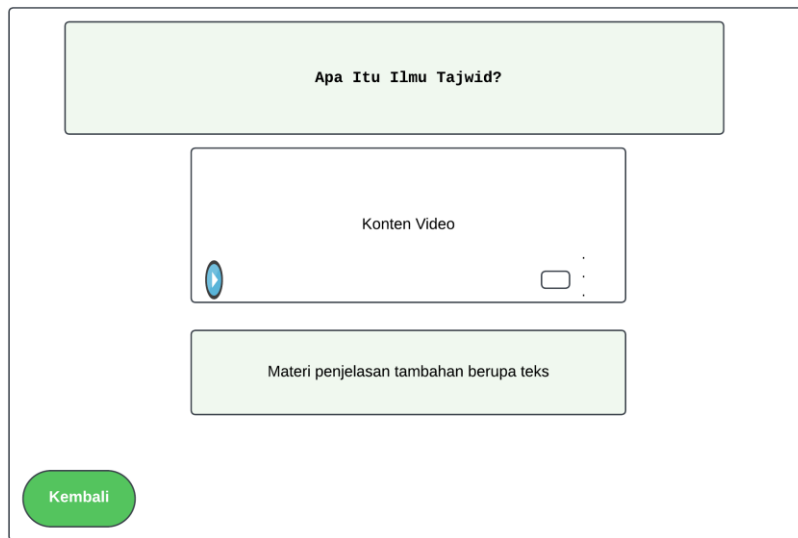 Apa Itu Ilmu Tajwid?
Konten Video
Materi penjelasan tambahan berupa teks
Kembali